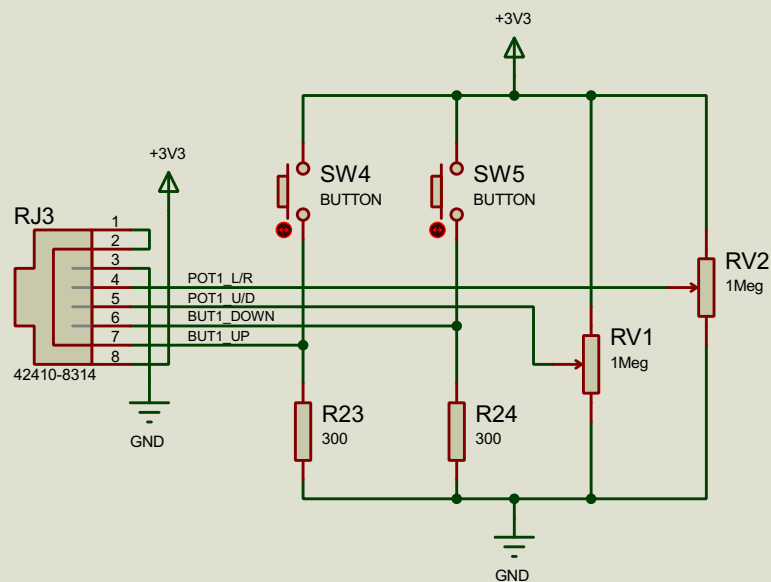 +3V3
+3V3
SW4
BUTTON
SW5
BUTTON
RJ3
1
2
3
4
5
6
7
8
POT1_L/R
POT1_U/D
BUT1_DOWN
BUT1_UP
42410-8314
GND
RV2
1Meg
RV1
1Meg
R23
300
R24
300
GND